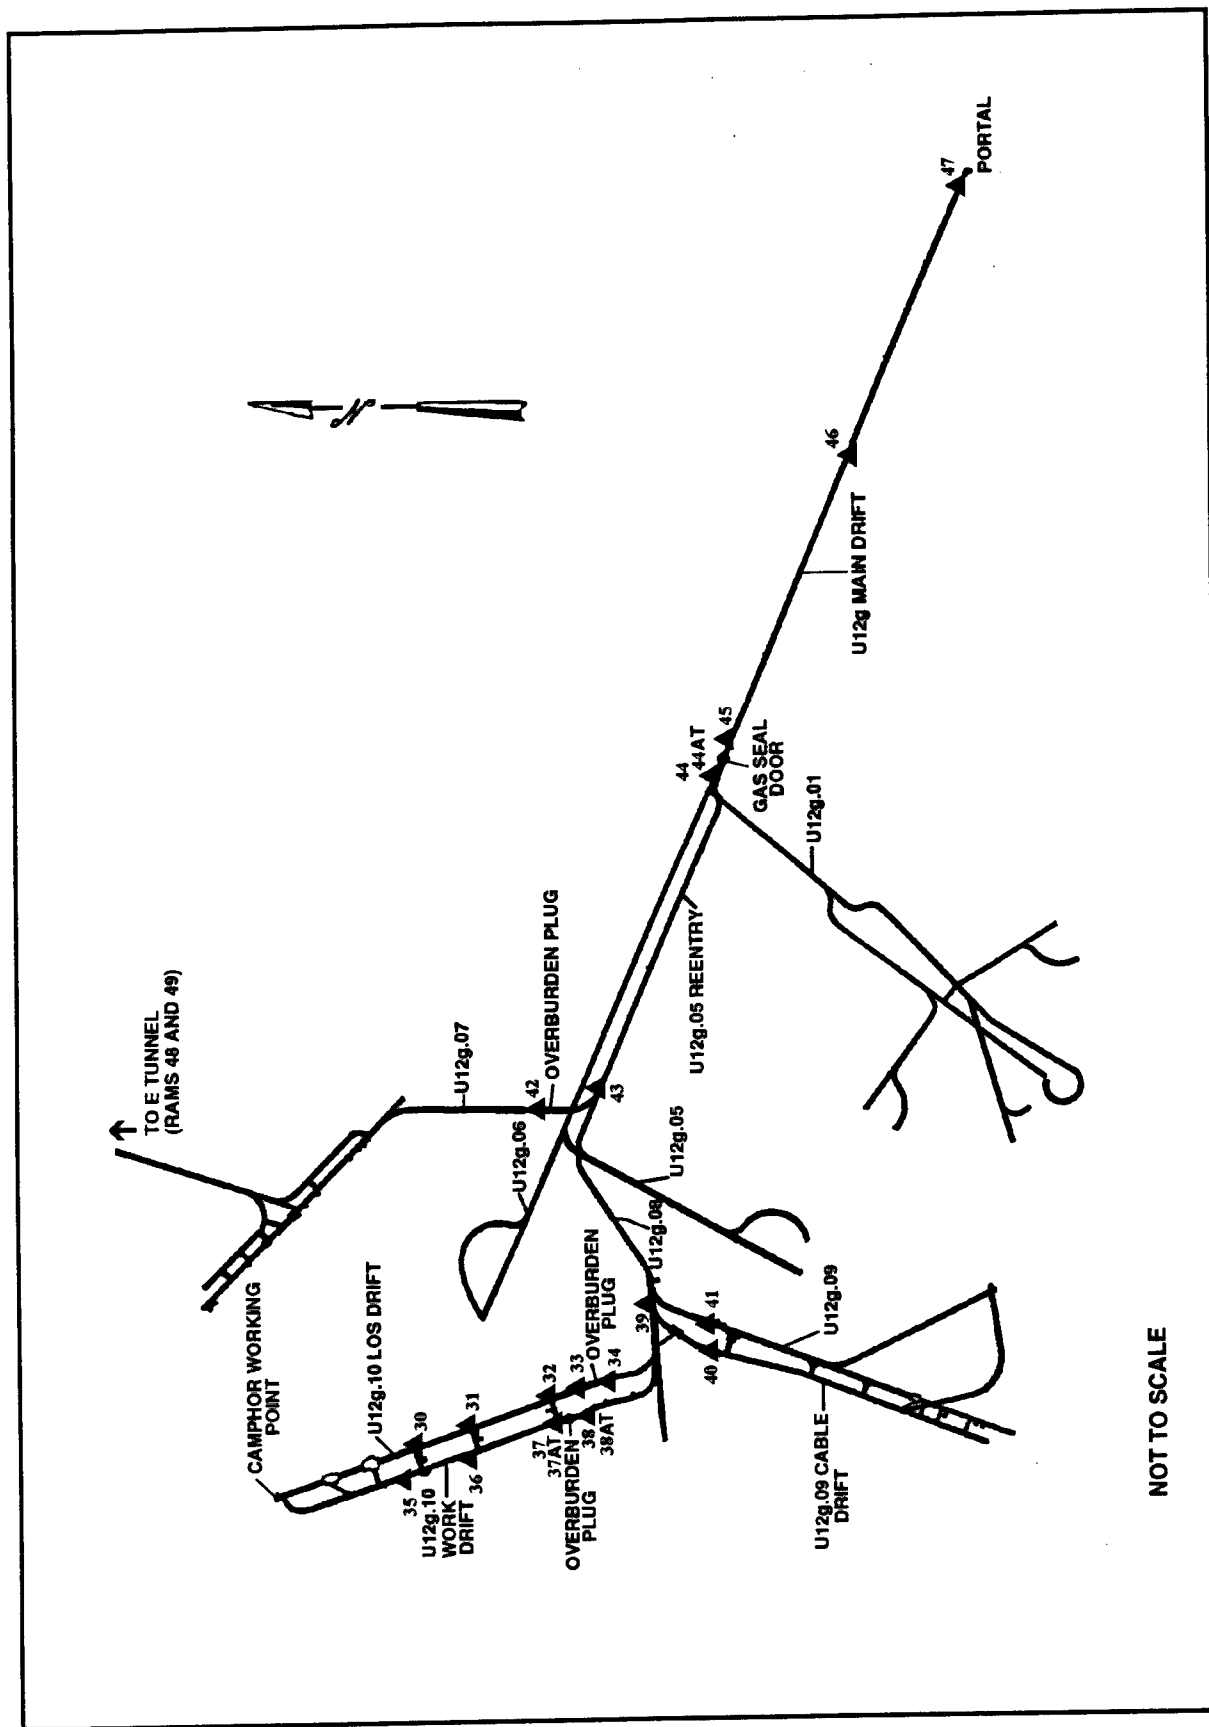 TO E TUNNEL
(RAMS 48 AND 49)
CAMPHOR WORKING
POINT
U12g.10 LOS DRIFT
U12g.07
42
OVERBURDEN PLUG
43
U12g.06
N
30
31
32
33
34
OVERBURDEN
PLUG
35
U12g.10
WORK
DRIFT
36
37
37AT
OVERBURDEN
PLUG
38
38AT
39
40
41
U12g.08
U12g.05
U12g.05 REENTRY
44
44AT
45
GAS SEAL
DOOR
U12g.01
U12g MAIN DRIFT
46
47
PORTAL
U12g.09
U12g.09 CABLE
DRIFT
NOT TO SCALE